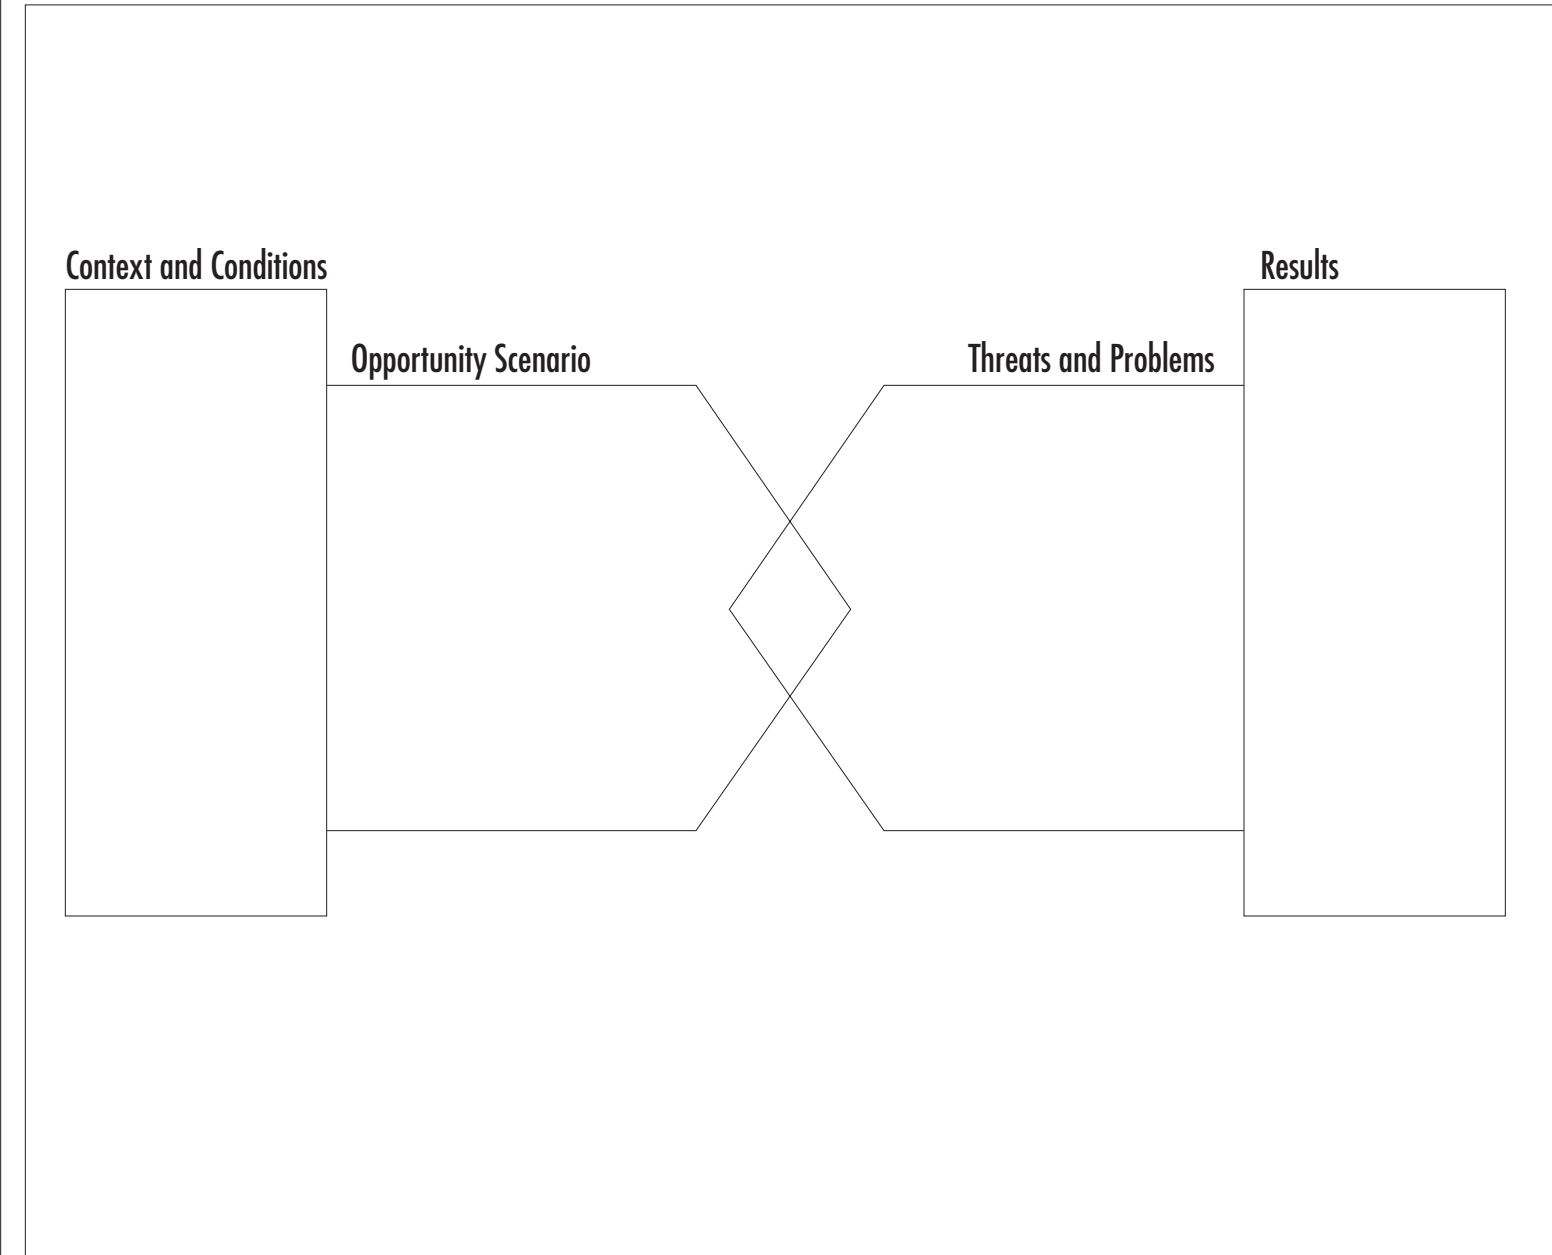 Context and Conditions
Results
Opportunity Scenario
Threats and Problems